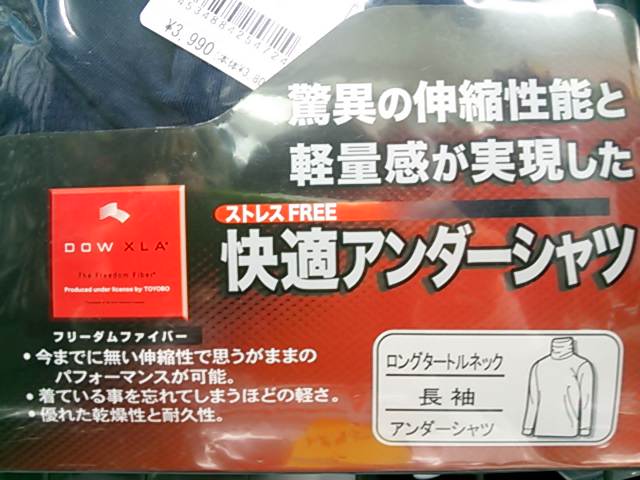 4534884254724
¥3,990
驚異の伸縮性能と
軽量感が実現した
ストレスFREE
快適アンダーシャツ
DOW XLA
The Freedom Fiber
Produced under license by TOYOBO
フリーダムファイバー
•今までに無い伸縮性で思うがままの
パフォーマンスが可能。
•着ている事を忘れてしまうほどの軽さ。
•優れた乾燥性と耐久性。
ロングタートルネック
長袖
アンダーシャツ